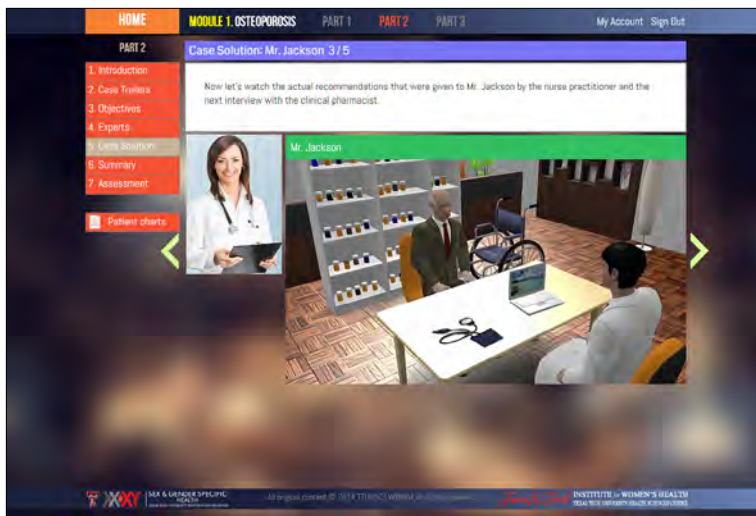 HOME
MODULE 1. OSTEOPOROSIS
PART 1
PART 2
PART 3
My Account Sign Out
PART 2
1. Introduction
2. Case Trailers
3. Objectives
4. Experts
5. Case Solution
6. Summary
7. Assessment
Patient charts
Case Solution: Mr. Jackson 3/5
Now let's watch the actual recommendations that were given to Mr. Jackson by the nurse practitioner and the
next interview with the clinical pharmacist.
Mr. Jackson
XXXY
SEX & GENDER SPECIFIC
HEALTH
All original content ©
INSTITUTE for WOMEN'S HEALTH
TEXAS TECH UNIVERSITY HEALTH SCIENCES CENTER